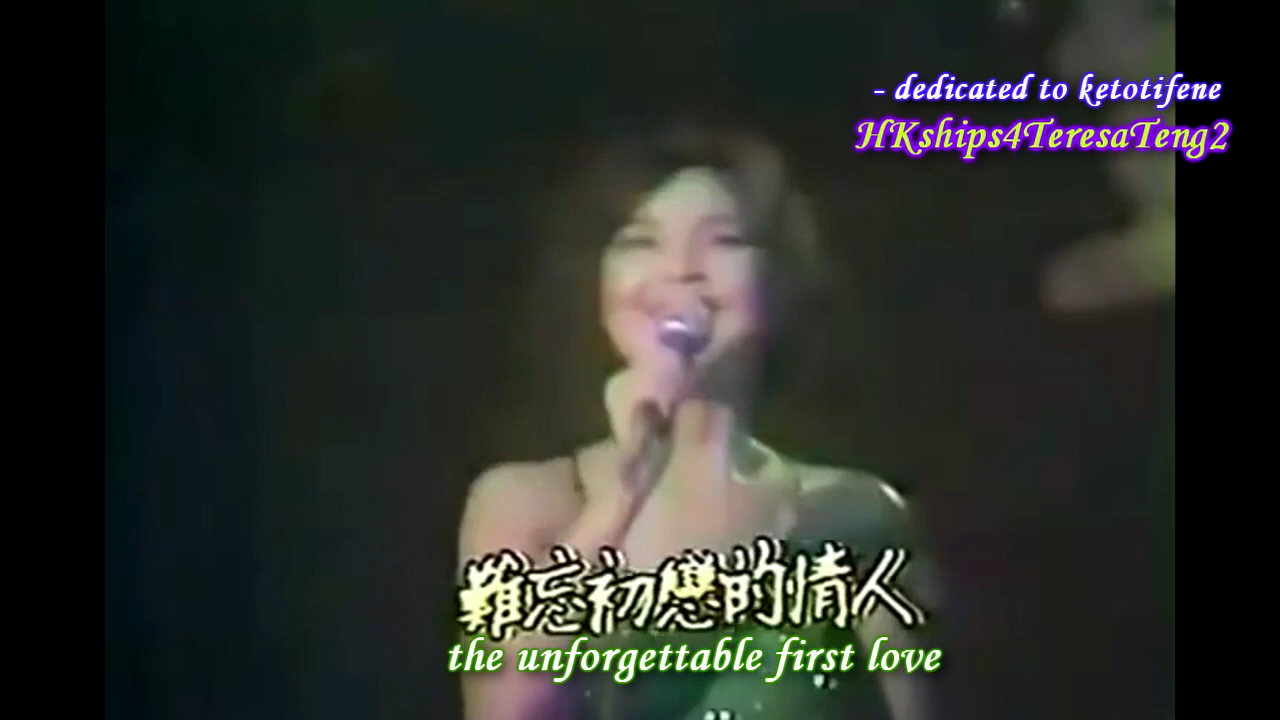 - dedicated to ketotifene
HKships4TeresaTeng2
難忘初戀的情人
the unforgettable first love